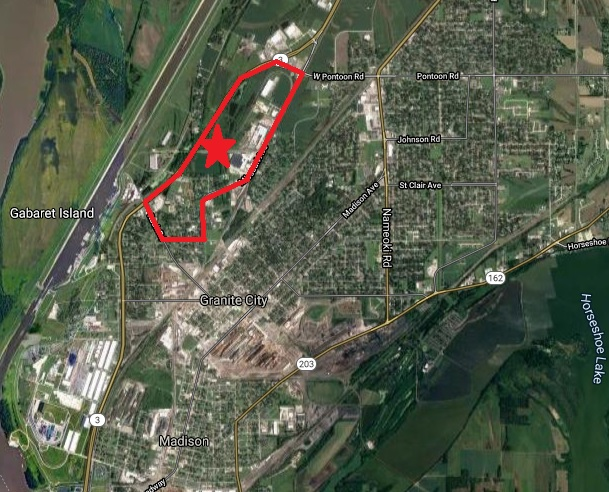 3
W Pontoon Rd
Pontoon Rd
Johnson Rd
St Clair Ave
Madison Ave
Gabaret Island
Nameoki Rd
Horseshoe
162
Granite City
Horseshoe Lake
203
3
Madison